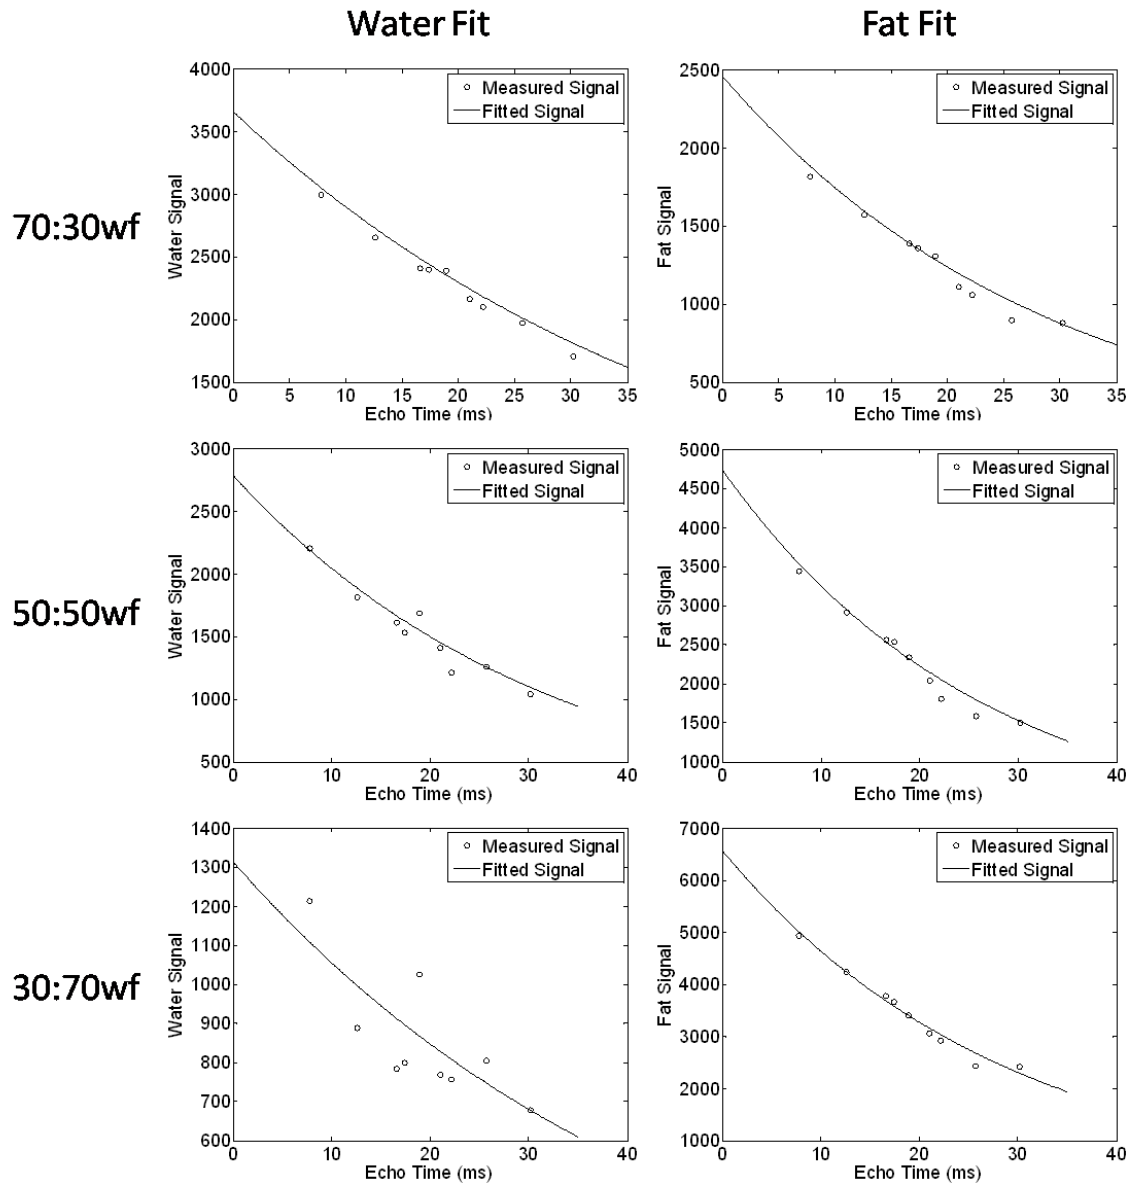 Water Fit
Fat Fit
70:30wf
4000
3500
3000
2500
2000
1500
Water Signal
Measured Signal
Fitted Signal
0 5 10 15 20 25 30 35
Echo Time (ms)
2500
2000
1500
1000
500
Fat Signal
Measured Signal
Fitted Signal
0 5 10 15 20 25 30 35
Echo Time (ms)
50:50wf
3000
2500
2000
1500
1000
500
Water Signal
Measured Signal
Fitted Signal
0 10 20 30 40
Echo Time (ms)
5000
4500
4000
3500
3000
2500
2000
1500
1000
Fat Signal
Measured Signal
Fitted Signal
0 10 20 30 40
Echo Time (ms)
30:70wf
1400
1300
1200
1100
1000
900
800
700
600
Water Signal
Measured Signal
Fitted Signal
0 10 20 30 40
Echo Time (ms)
7000
6000
5000
4000
3000
2000
1000
Fat Signal
Measured Signal
Fitted Signal
0 10 20 30 40
Echo Time (ms)